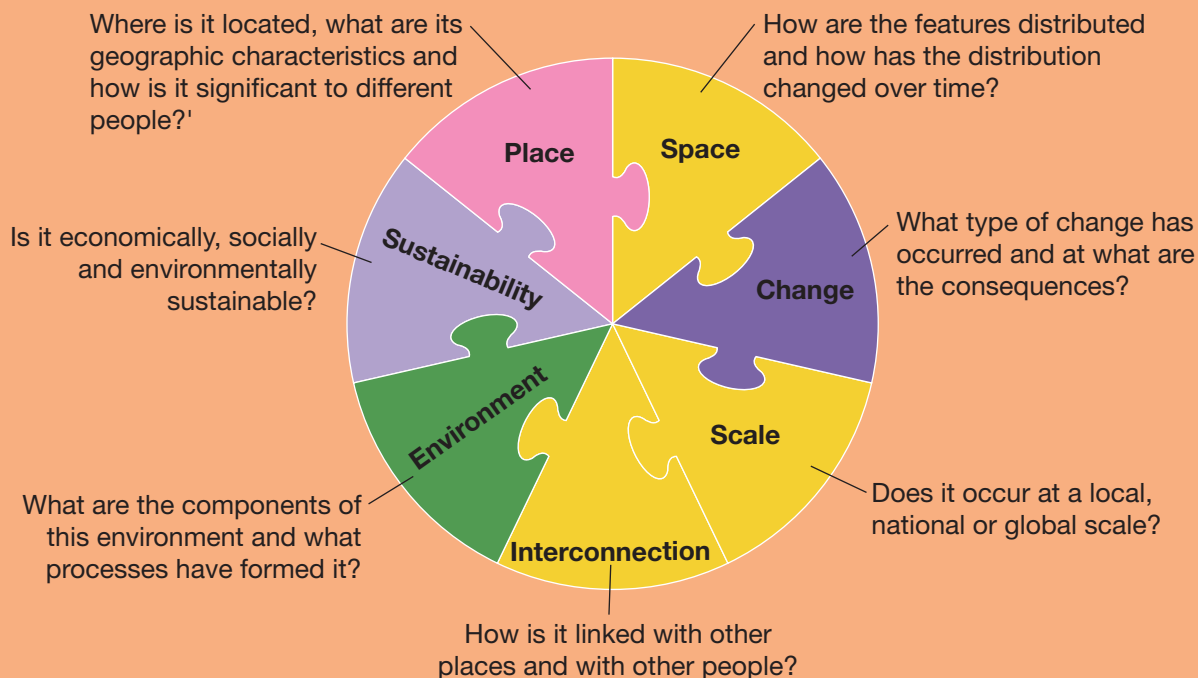 Where is it located, what are its
geographic characteristics and
how is it significant to different
people?'
How are the features distributed
and how has the distribution
changed over time?
Place
Space
Is it economically, socially
and environmentally
sustainable?
Sustainability
Change
What type of change has
occurred and at what are
the consequences?
Environment
Scale
What are the components of
this environment and what
processes have formed it?
Does it occur at a local,
national or global scale?
Interconnection
How is it linked with other
places and with other people?